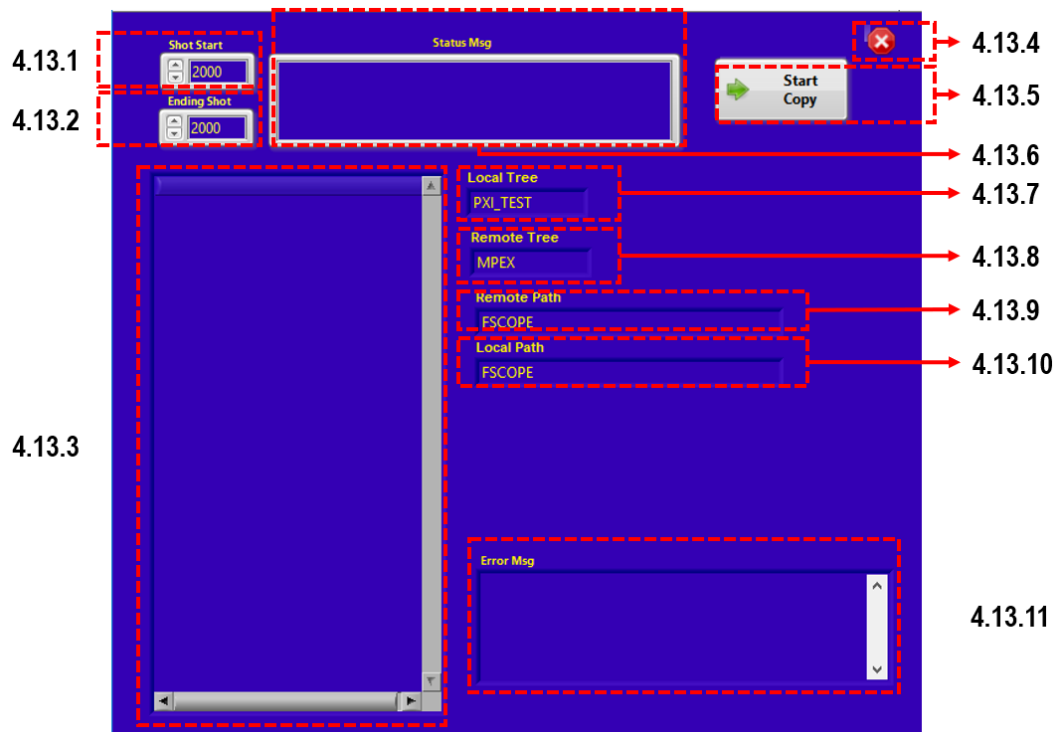 4.13.1
Shot Start
2000
4.13.2
Ending Shot
2000
Status Msg
Start
Copy
4.13.4
4.13.5
4.13.6
Local Tree
PXI_TEST
4.13.7
Remote Tree
MPEX
4.13.8
Remote Path
FSCOPE
4.13.9
Local Path
FSCOPE
4.13.10
4.13.3
Error Msg
4.13.11